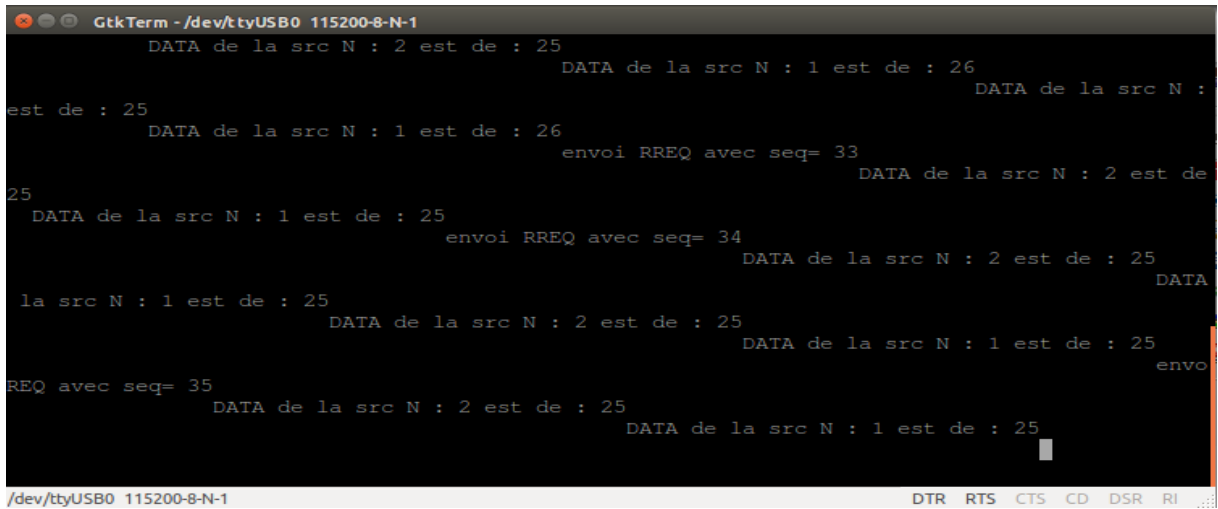 GtkTerm - /dev/ttyUSB0 115200-8-N-1
DATA de la src N : 2 est de : 25
DATA de la src N : 1 est de : 26
DATA de la src N :
est de : 25
DATA de la src N : 1 est de : 26
envoi RREQ avec seq= 33
DATA de la src N : 2 est de
25
DATA de la src N : 1 est de : 25
envoi RREQ avec seq= 34
DATA de la src N : 2 est de : 25
DATA
la src N : 1 est de : 25
DATA de la src N : 2 est de : 25
DATA de la src N : 1 est de : 25
envo
RREQ avec seq= 35
DATA de la src N : 2 est de : 25
DATA de la src N : 1 est de : 25
/dev/ttyUSB0 115200-8-N-1 DTR RTS CTS CD DSR RI